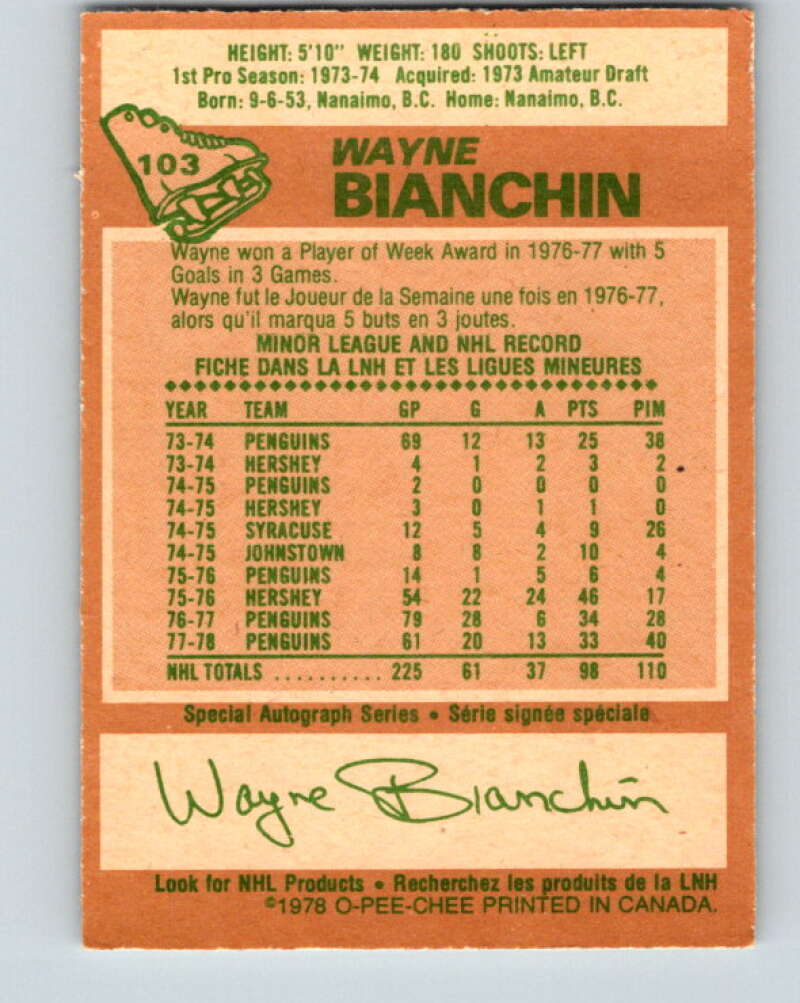 HEIGHT: 5'10" WEIGHT: 180 SHOOTS: LEFT
1st Pro Season: 1973-74 Acquired: 1973 Amateur Draft
Born: 9-6-53, Nanaimo, B.C. Home: Nanaimo, B.C.
103
WAYNE
BIANCHIN
Wayne won a Player of Week Award in 1976-77 with 5
Goals in 3 Games.
Wayne fut le Joueur de la Semaine une fois en 1976-77,
alors qu'il marqua 5 buts en 3 joutes.
MINOR LEAGUE AND NHL RECORD
FICHE DANS LA LNH ET LES LIGUES MINEURES
YEAR TEAM GP G A PTS PIM
73-74 PENGUINS 69 12 13 25 38
73-74 HERSHEY 4 1 2 3 2
74-75 PENGUINS 2 0 0 0 0
74-75 HERSHEY 3 0 1 1 0
74-75 SYRACUSE 12 5 4 9 26
74-75 JOHNSTOWN 8 8 2 10 4
75-76 PENGUINS 14 1 5 6 4
75-76 HERSHEY 54 22 24 46 17
76-77 PENGUINS 79 28 6 34 28
77-78 PENGUINS 61 20 13 33 40
NHL TOTALS .......... 225 61 37 98 110
Special Autograph Series • Série signée spéciale
Wayne Bianchin
Look for NHL Products • Recherchez les produits de la LNH
©1978 O-PEE-CHEE PRINTED IN CANADA.